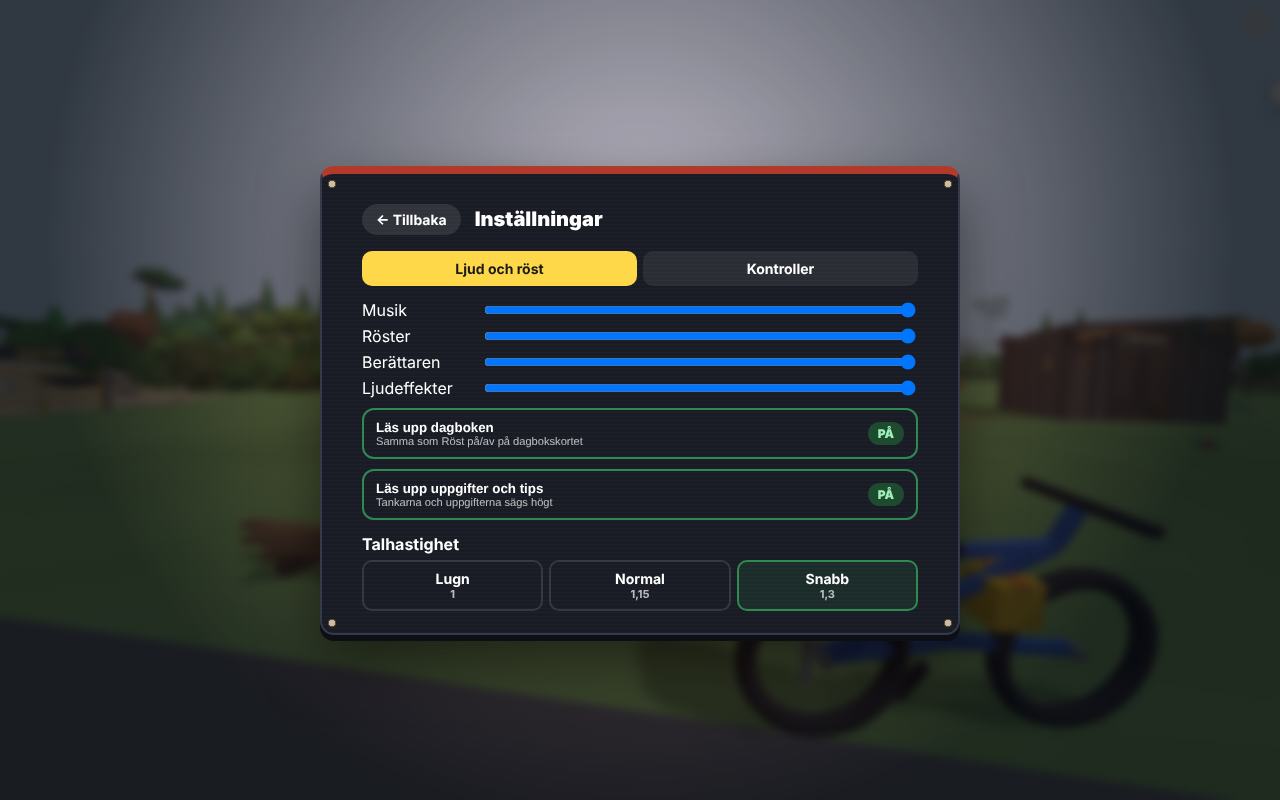 ← Tillbaka
Inställningar
Ljud och röst
Kontroller
Musik
Röster
Berättaren
Ljudeffekter
Läs upp dagboken
Samma som Röst på/av på dagbokskortet
PÅ
Läs upp uppgifter och tips
Tankarna och uppgifterna sägs högt
PÅ
Talhastighet
Lugn
1
Normal
1,15
Snabb
1,3